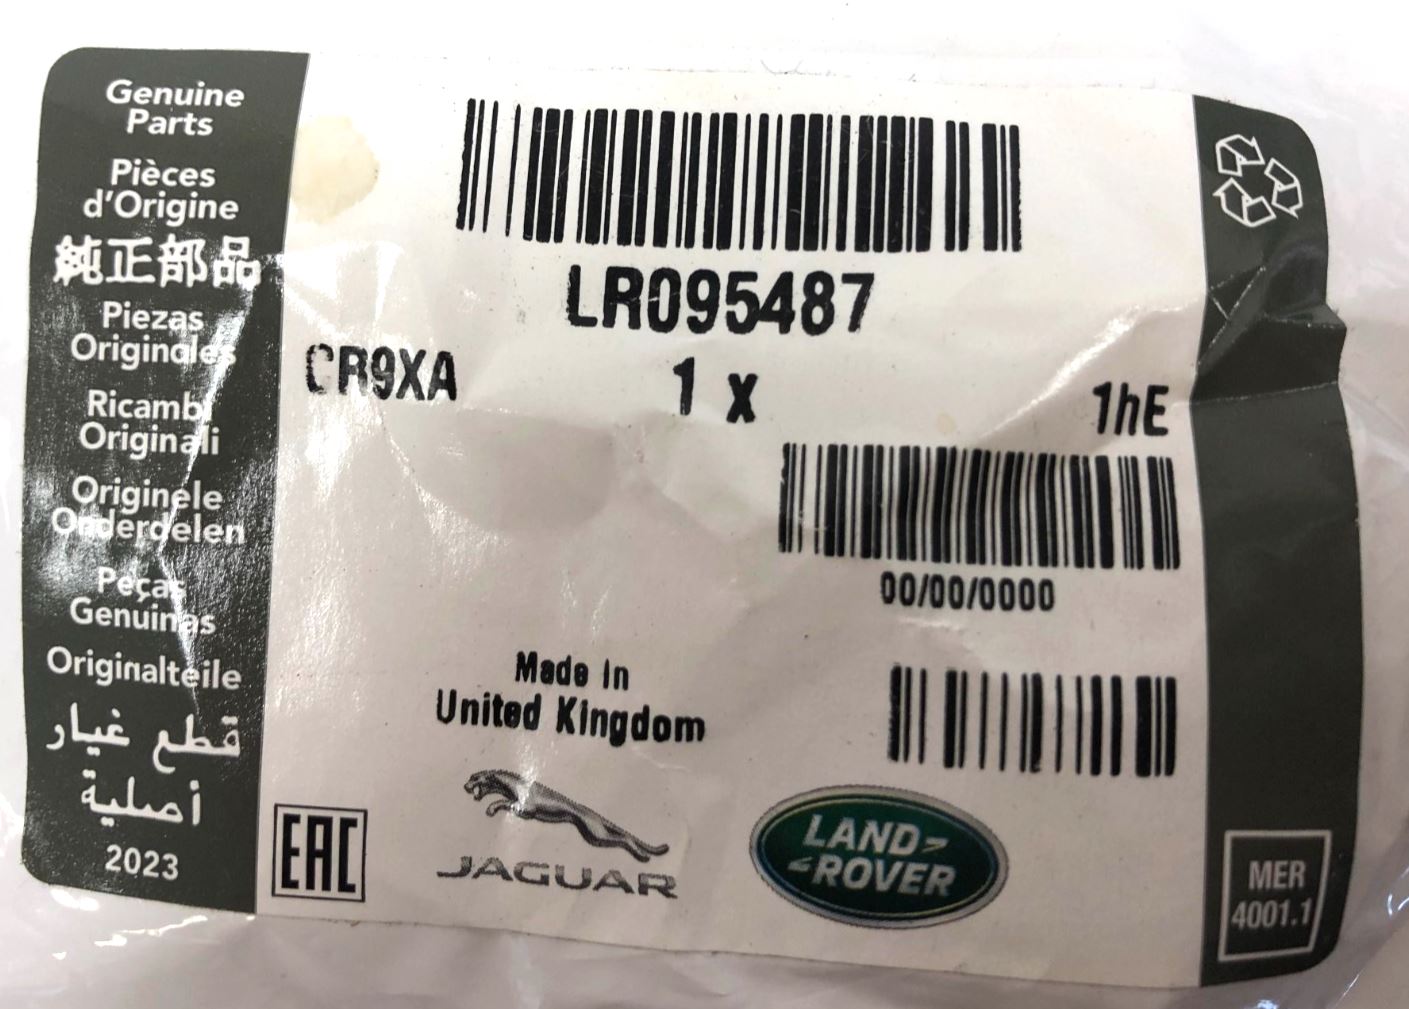 Genuine
Parts
Pièces
d'Origine
純正部品
Piezas
Originales
Ricambi
Originali
Originele
Onderdelen
Peças
Genuinas
Originalteile
قطع غيار
أصلية
2023
LR095487
CR9XA
1 x
1hE
00/00/0000
Made in
United Kingdom
EAC
JAGUAR
LAND
ROVER
MER
4001.1